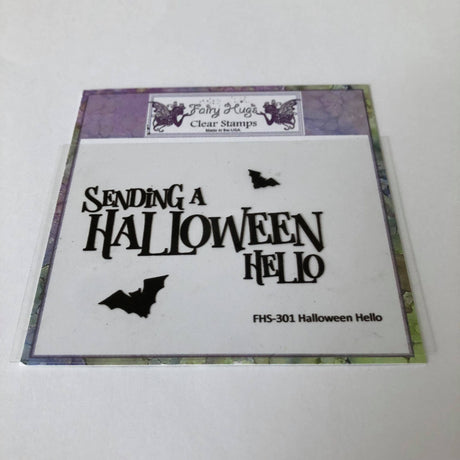 Fairy Hugs
Clear Stamps
Made in the USA
SENDiNG A
HALLOWEEN
HELLO
FHS-301 Halloween Hello